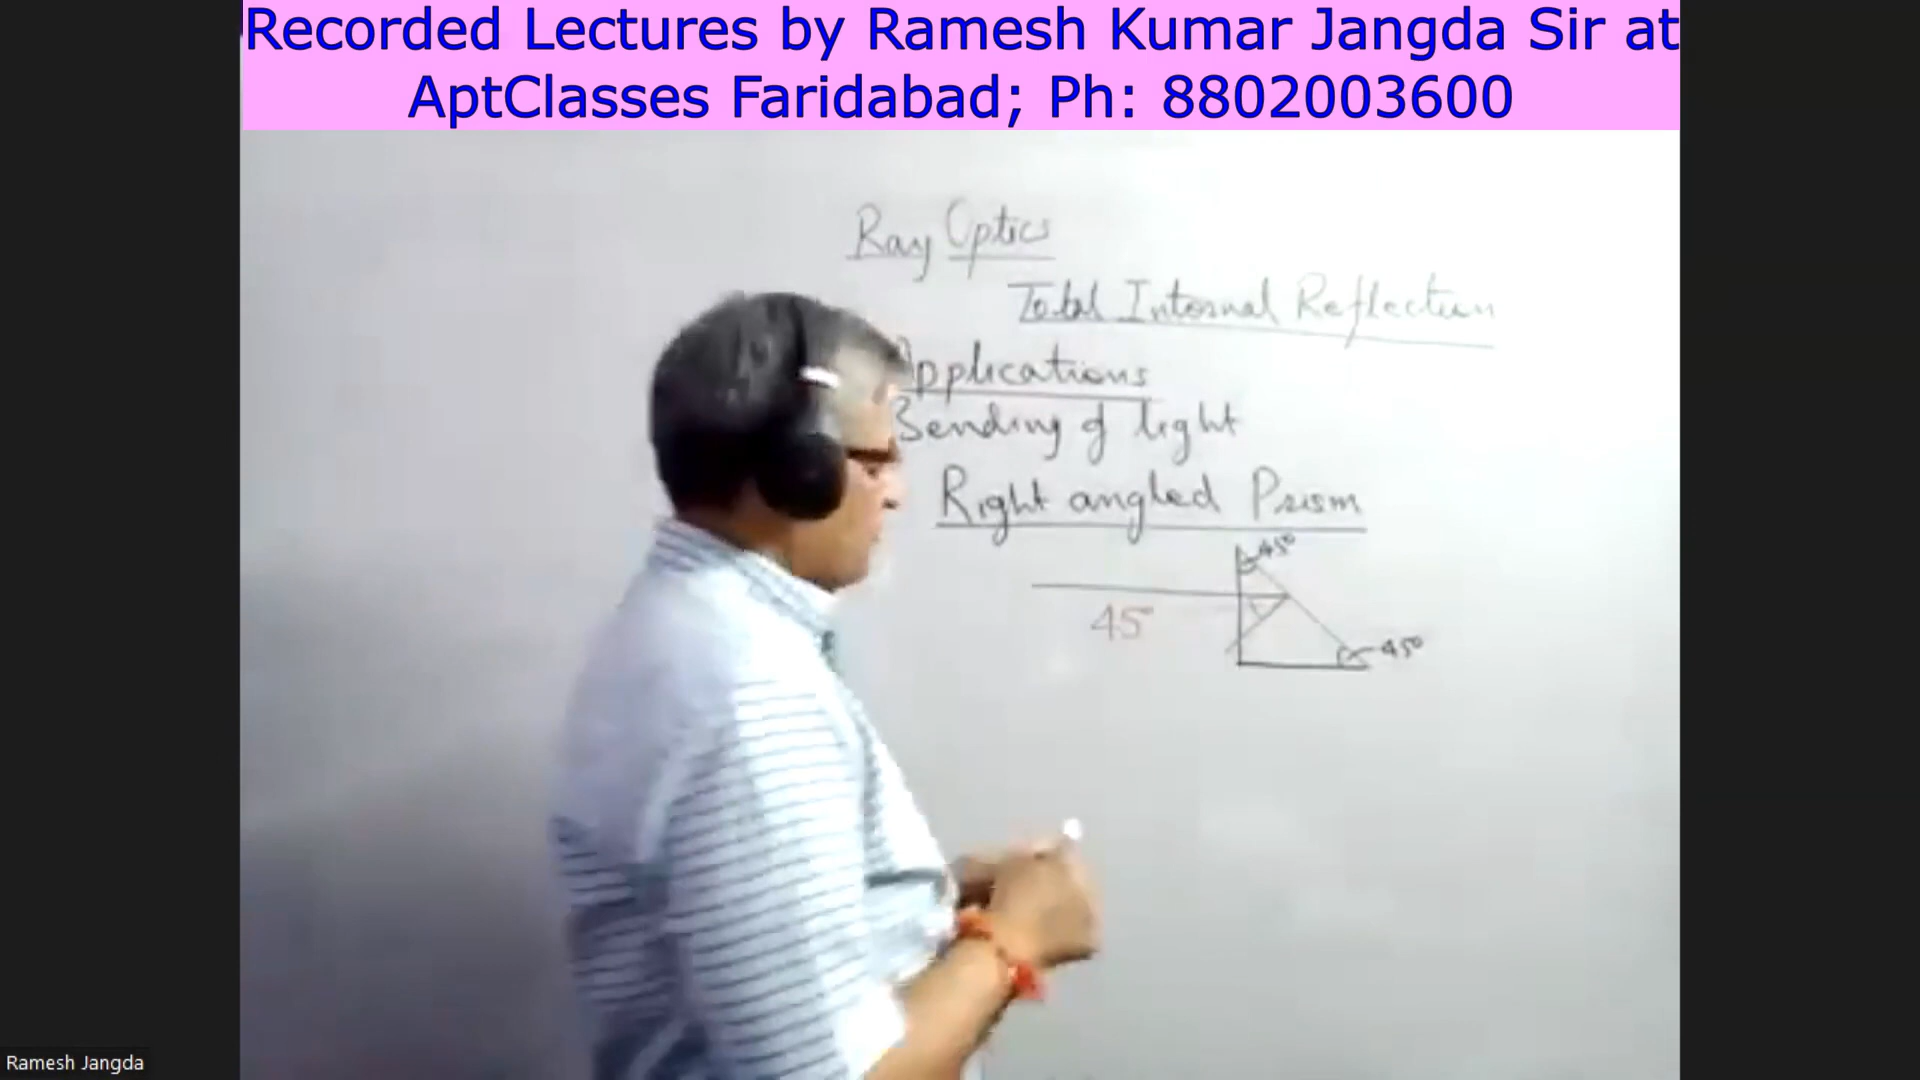 Recorded Lectures by Ramesh Kumar Jangda Sir at
AptClasses Faridabad; Ph: 8802003600
Ray Optics
Total Internal Reflection
Applications
Bending of light
Right angled Prism
45°
45°
45°
Ramesh Jangda